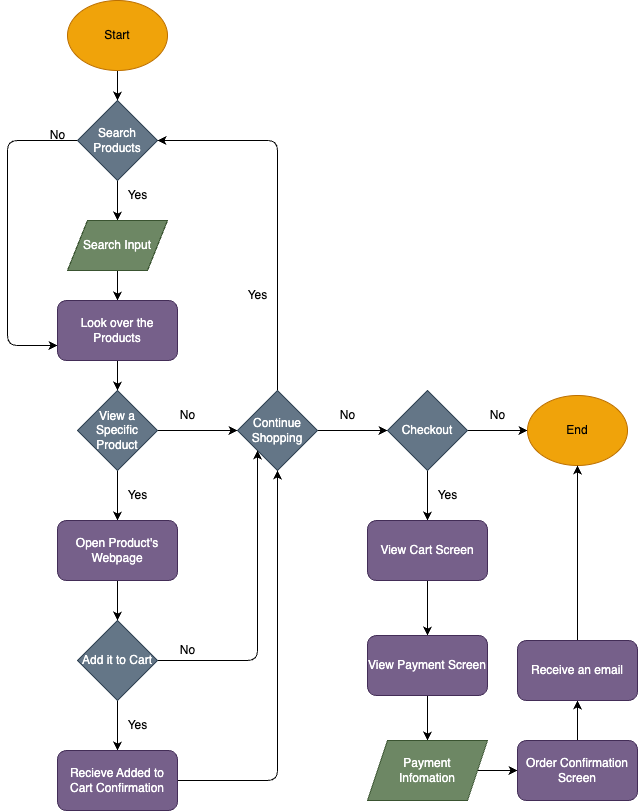 Start
Search
Products
No
Yes
Search Input
Look over the
Products
Yes
View a
Specific
Product
No
Continue
Shopping
No
Checkout
No
End
Yes
Open Product's
Webpage
Yes
View Cart Screen
Add it to Cart
No
View Payment Screen
Receive an email
Yes
Recieve Added to
Cart Confirmation
Payment
Infomation
Order Confirmation
Screen